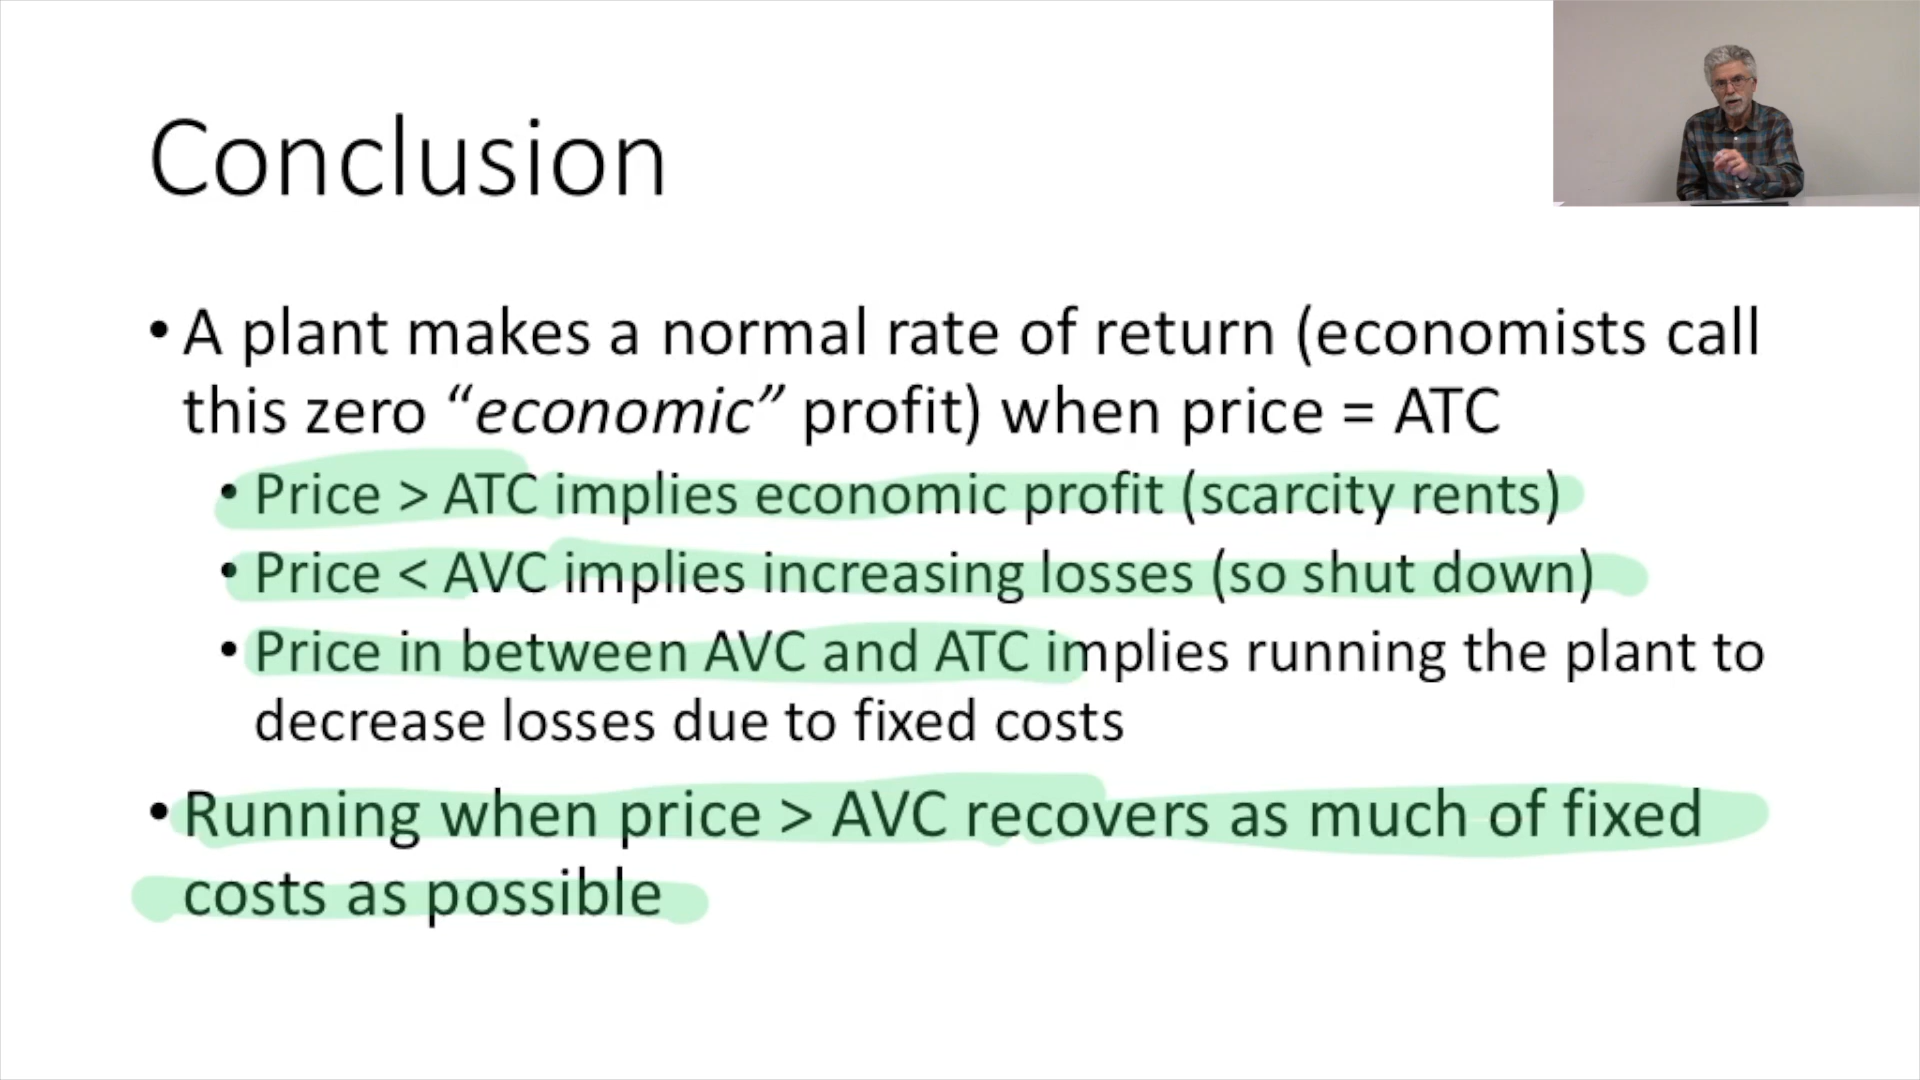 Conclusion
• A plant makes a normal rate of return (economists call
this zero “economic” profit) when price = ATC
• Price > ATC implies economic profit (scarcity rents)
• Price < AVC implies increasing losses (so shut down)
• Price in between AVC and ATC implies running the plant to
decrease losses due to fixed costs
• Running when price > AVC recovers as much of fixed
costs as possible